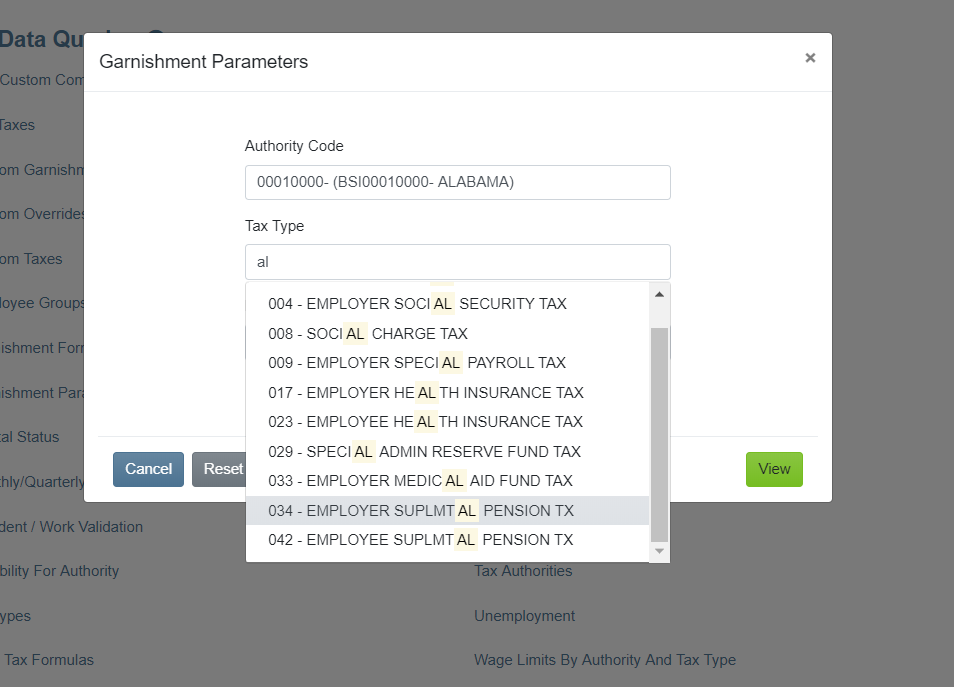 Data Qu
Garnishment Parameters
×
Custom Com
Taxes
Authority Code
om Garnishm
00010000- (BSI00010000- ALABAMA)
om Overrides
Tax Type
om Taxes
al
loyee Groups
004 - EMPLOYER SOCIAL SECURITY TAX
008 - SOCIAL CHARGE TAX
ishment Forr
009 - EMPLOYER SPECIAL PAYROLL TAX
ishment Para
017 - EMPLOYER HEALTH INSURANCE TAX
023 - EMPLOYEE HEALTH INSURANCE TAX
tal Status
029 - SPECIAL ADMIN RESERVE FUND TAX
Cancel
Reset
View
thly/Quarterly
033 - EMPLOYER MEDICAL AID FUND TAX
034 - EMPLOYER SUPLMTAL PENSION TX
dent / Work Validation
042 - EMPLOYEE SUPLMTAL PENSION TX
bility For Authority
Tax Authorities
ypes
Unemployment
Tax Formulas
Wage Limits By Authority And Tax Type